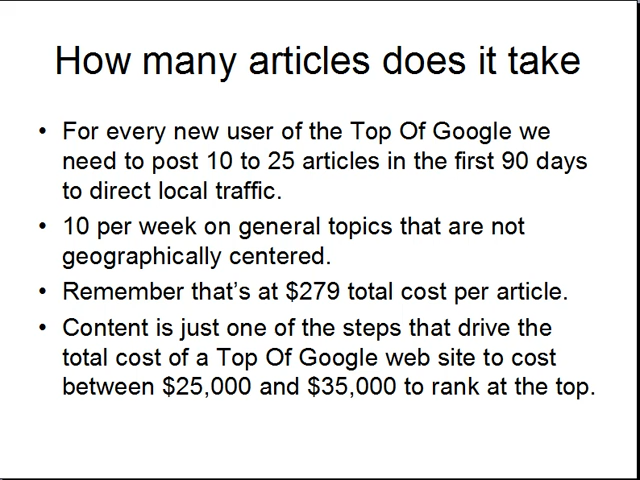 How many articles does it take
• For every new user of the Top Of Google we
need to post 10 to 25 articles in the first 90 days
to direct local traffic.
• 10 per week on general topics that are not
geographically centered.
• Remember that’s at $279 total cost per article.
• Content is just one of the steps that drive the
total cost of a Top Of Google web site to cost
between $25,000 and $35,000 to rank at the top.